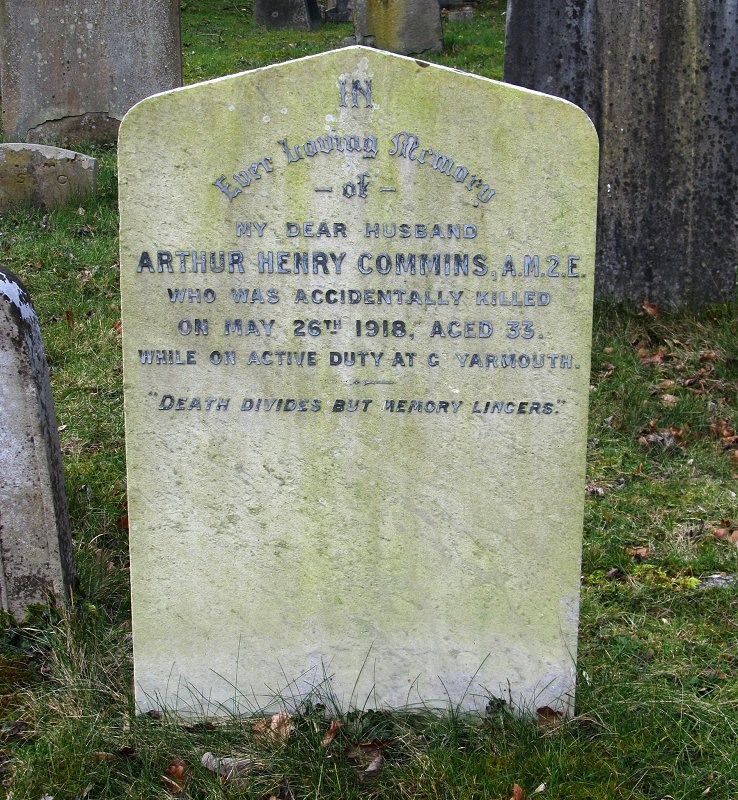 IN
Ever Loving Memory
— of —
MY DEAR HUSBAND
ARTHUR HENRY COMMINS, A.M.2.E.
WHO WAS ACCIDENTALLY KILLED
ON MAY 26TH 1918, AGED 33.
WHILE ON ACTIVE DUTY AT G YARMOUTH.
"DEATH DIVIDES BUT MEMORY LINGERS."